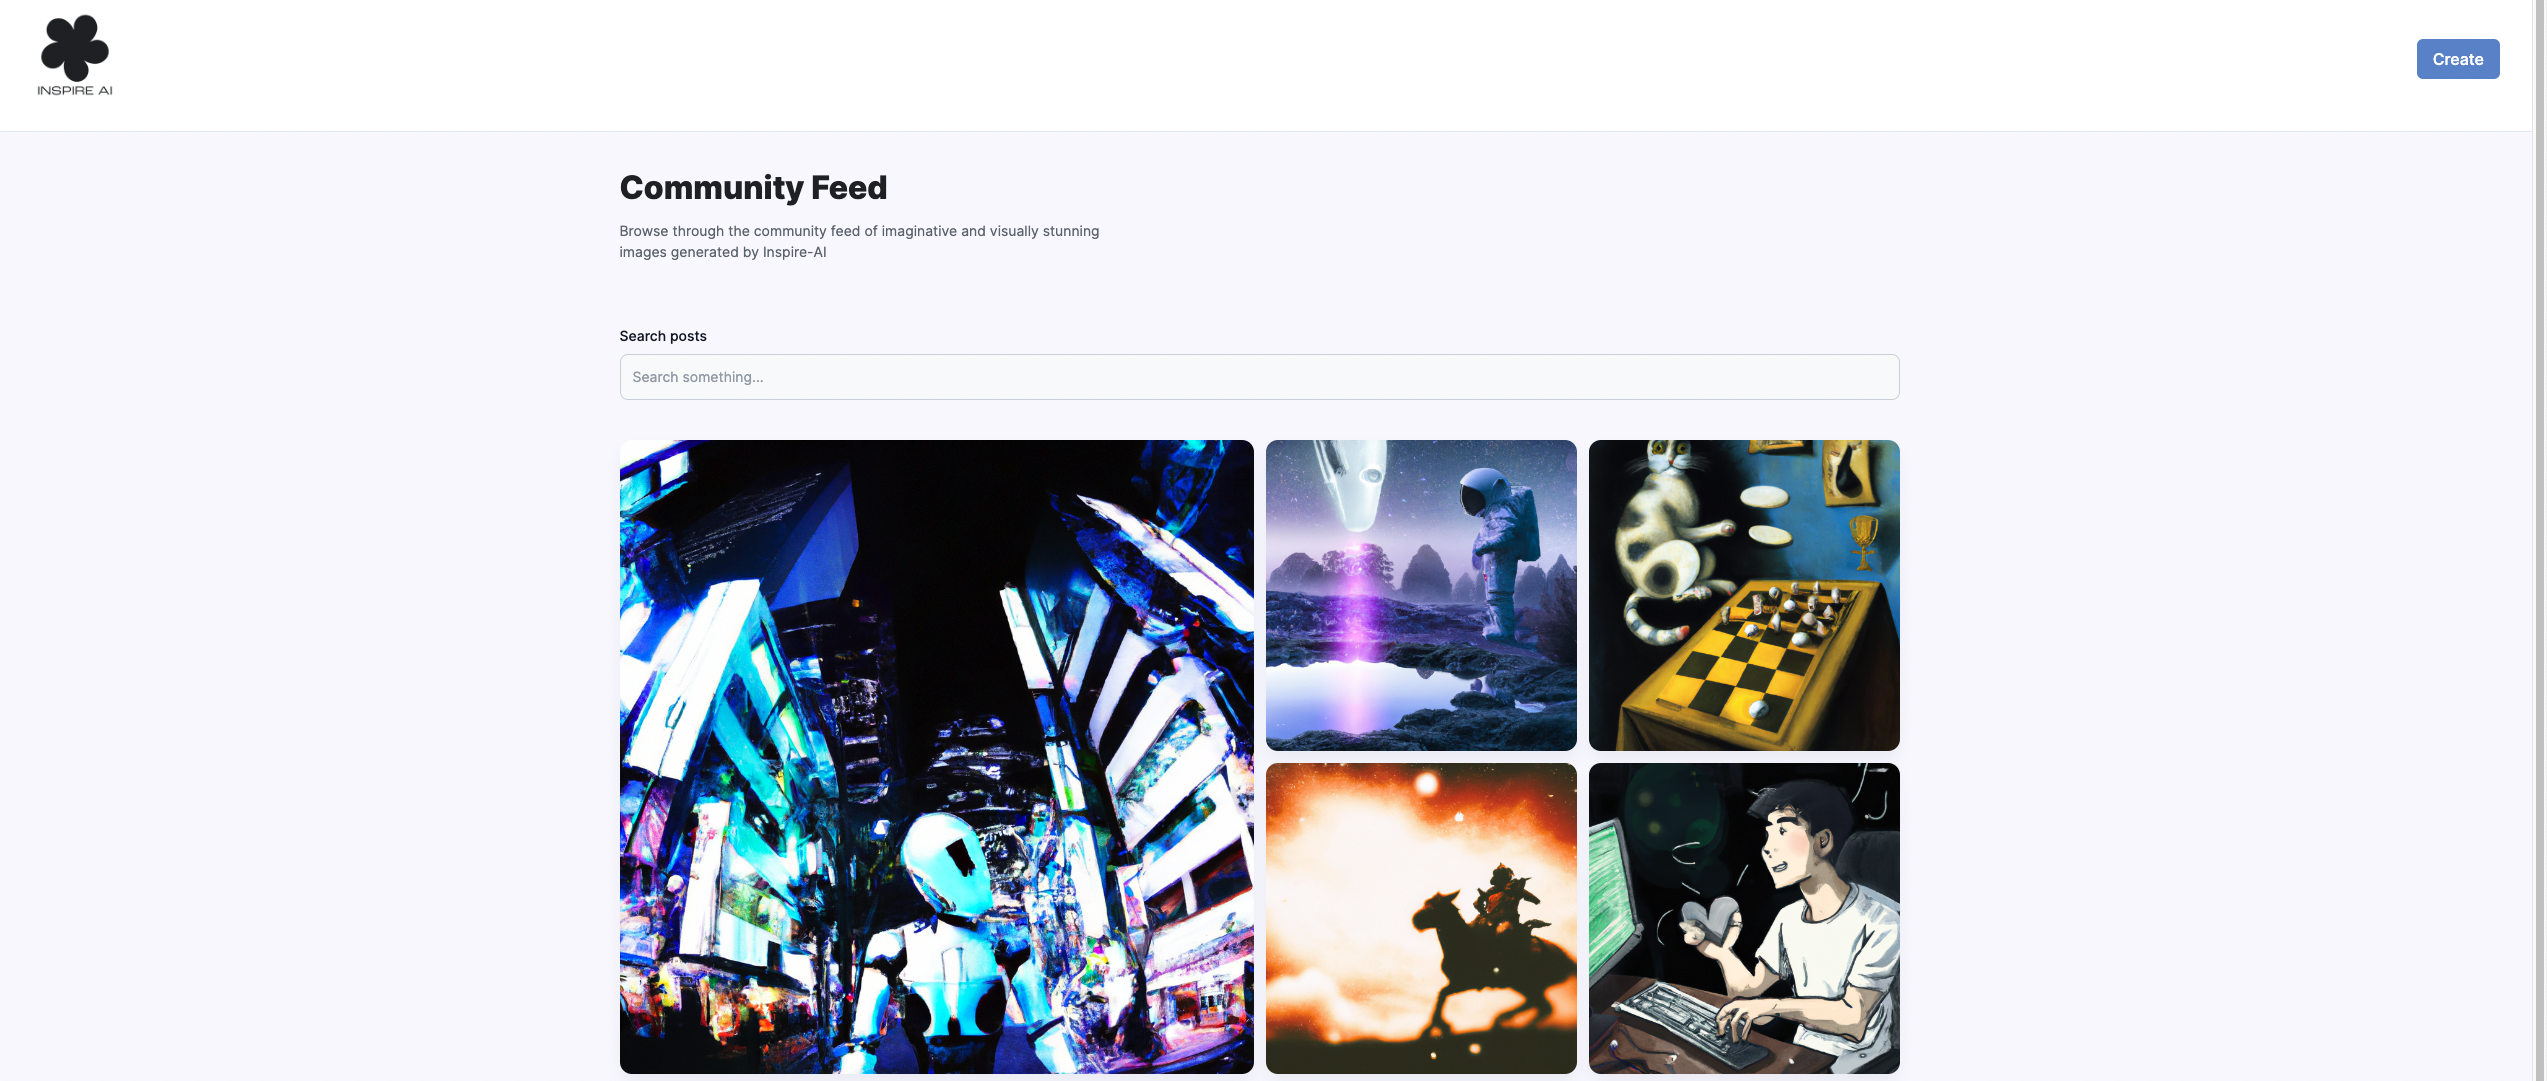 INSPIRE AI
Create
Community Feed
Browse through the community feed of imaginative and visually stunning
images generated by Inspire-AI
Search posts
Search something...